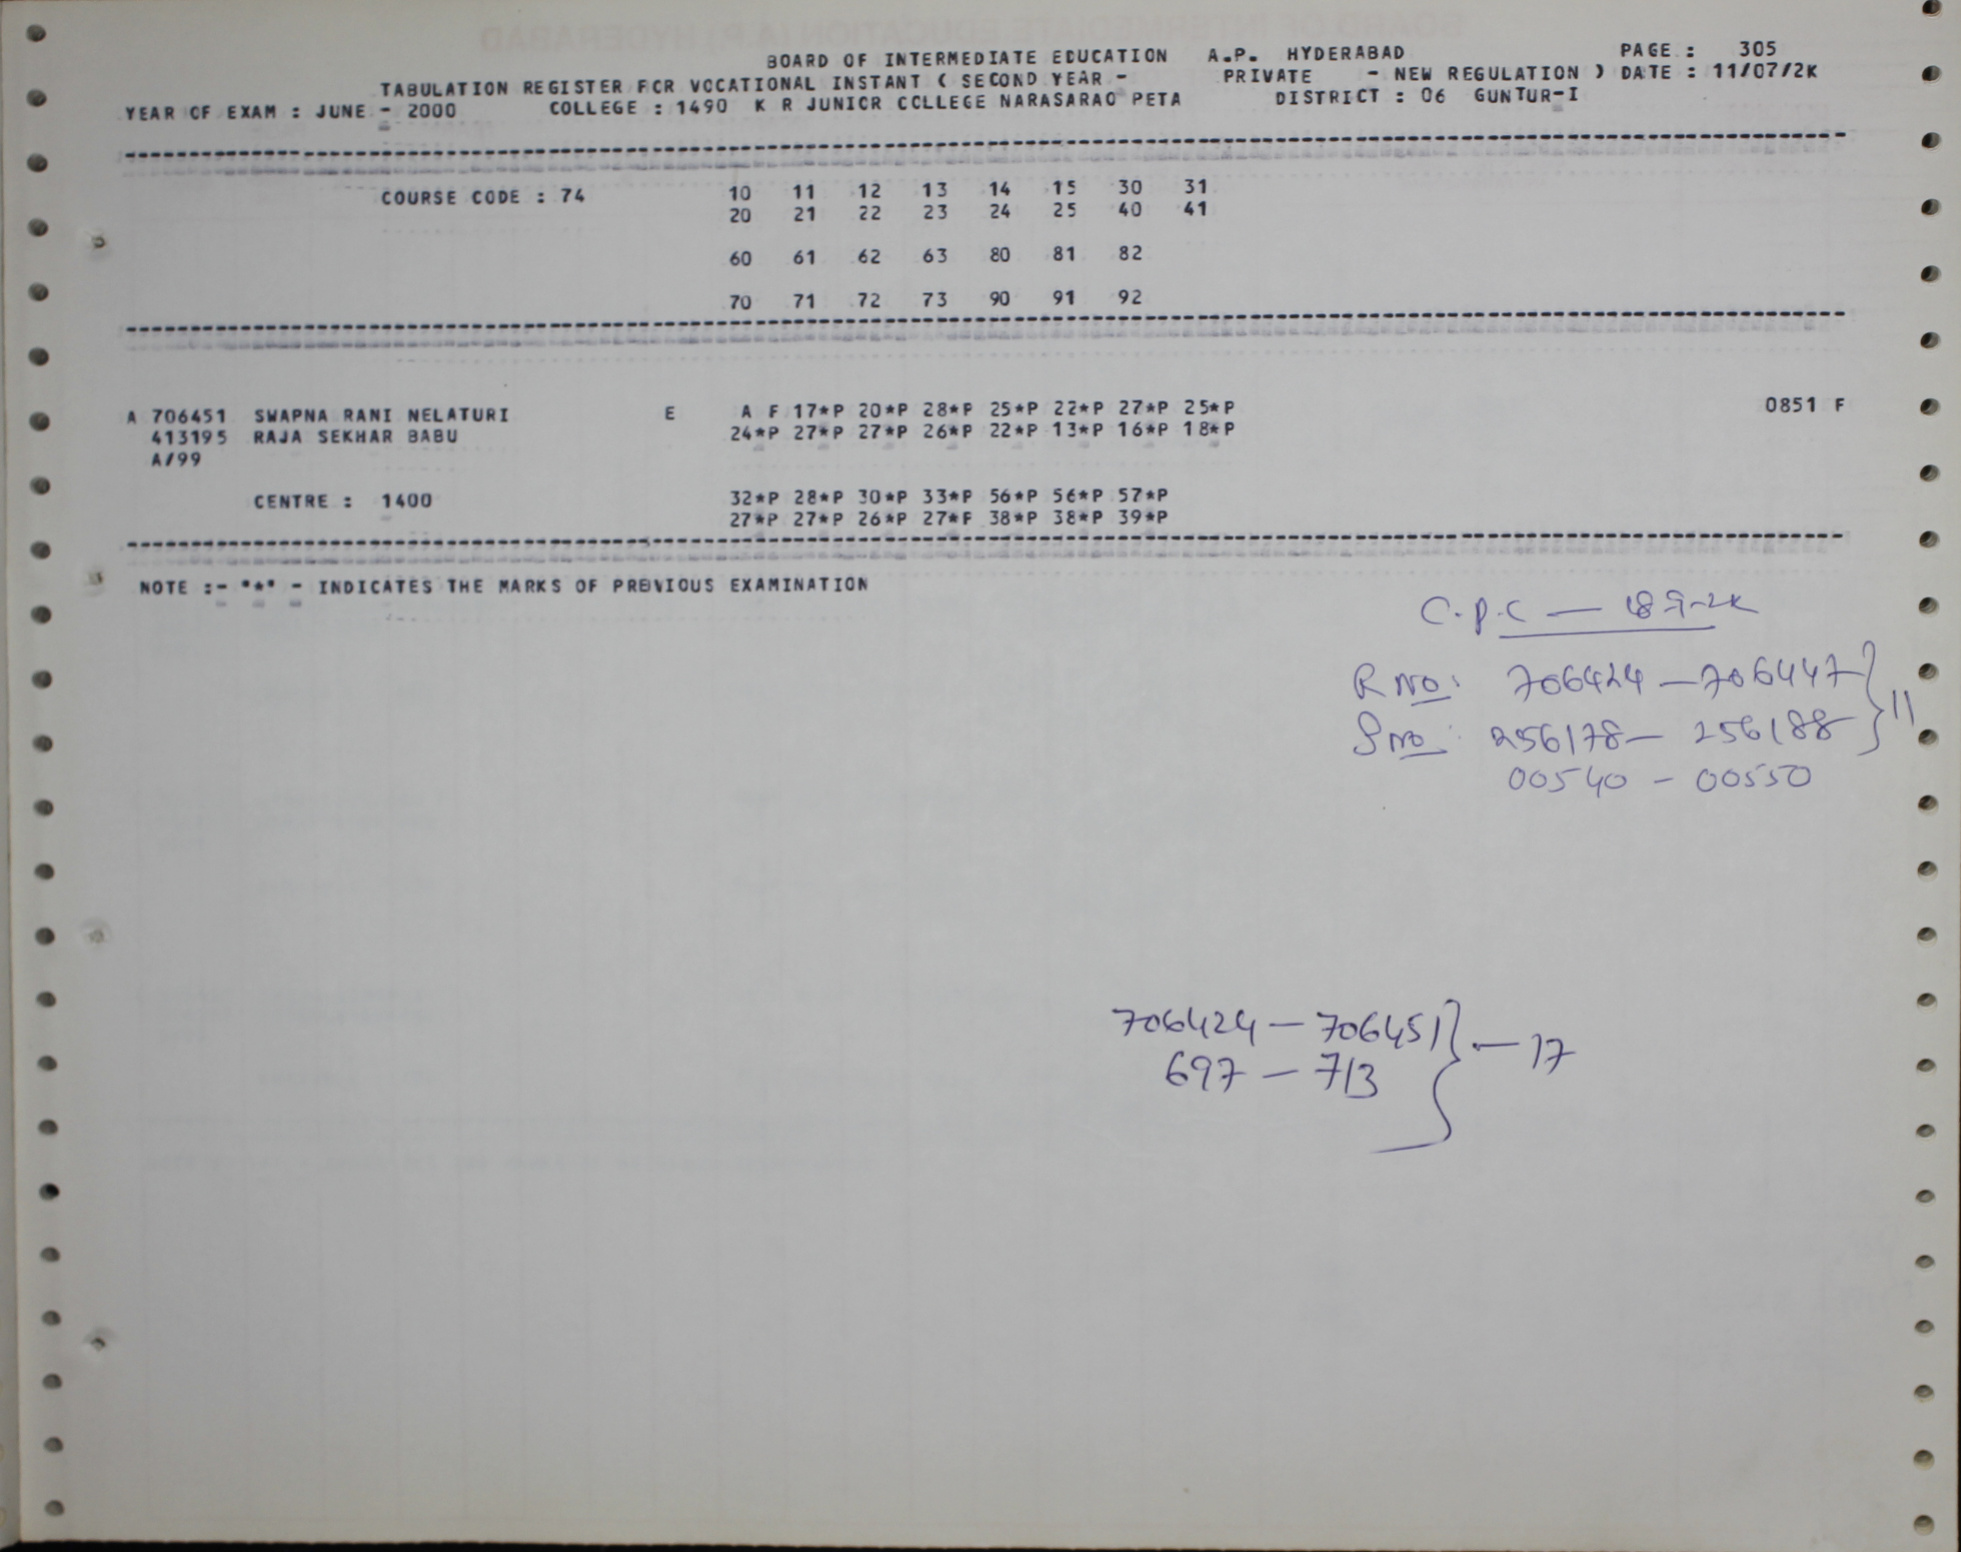 BOARD OF INTERMEDIATE EDUCATION A.P. HYDERABAD PAGE : 305
TABULATION REGISTER FCR VOCATIONAL INSTANT ( SECOND YEAR - PRIVATE - NEW REGULATION ) DATE : 11/07/2K
YEAR OF EXAM : JUNE - 2000 COLLEGE : 1490 K R JUNIOR COLLEGE NARASARAO PETA DISTRICT : 06 GUNTUR-I
COURSE CODE : 74 10 11 12 13 14 15 30 31
20 21 22 23 24 25 40 41
60 61 62 63 80 81 82
70 71 72 73 90 91 92
A 706451 SWAPNA RANI NELATURI E A F 17*P 20*P 28*P 25*P 22*P 27*P 25*P 0851 F
413195 RAJA SEKHAR BABU 24*P 27*P 27*P 26*P 22*P 13*P 16*P 18*P
A/99
CENTRE : 1400 32*P 28*P 30*P 33*P 56*P 56*P 57*P
27*P 27*P 26*P 27*F 38*P 38*P 39*P
NOTE :- "*" - INDICATES THE MARKS OF PREVIOUS EXAMINATION
C.P.C — 18-9-2K
R No: 706424 — 706447 } 11
S No: 256178 — 256188
00540 - 00550
706424 — 706451 } — 17
697 — 713